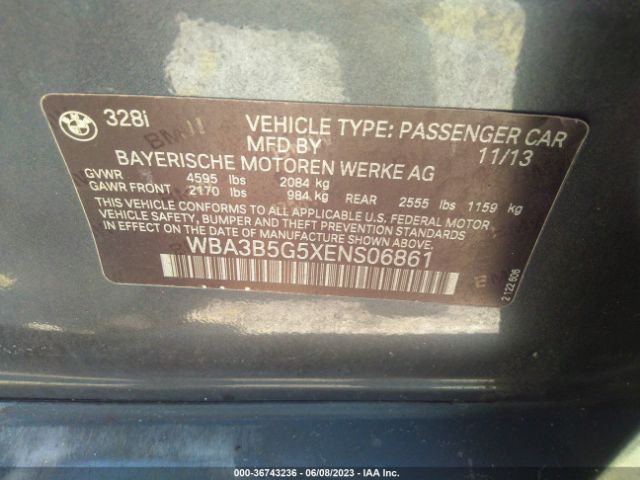 328i
VEHICLE TYPE: PASSENGER CAR
MFD BY 11/13
BAYERISCHE MOTOREN WERKE AG
GVWR 4595 lbs 2084 kg
GAWR FRONT 2170 lbs 984 kg REAR 2555 lbs 1159 kg
THIS VEHICLE CONFORMS TO ALL APPLICABLE U.S. FEDERAL MOTOR
VEHICLE SAFETY, BUMPER AND THEFT PREVENTION STANDARDS IN
EFFECT ON THE DATE OF MANUFACTURE SHOWN ABOVE.
WBA3B5G5XENS06861
2 122 606
000-36743236 - 06/08/2023 - IAA Inc.